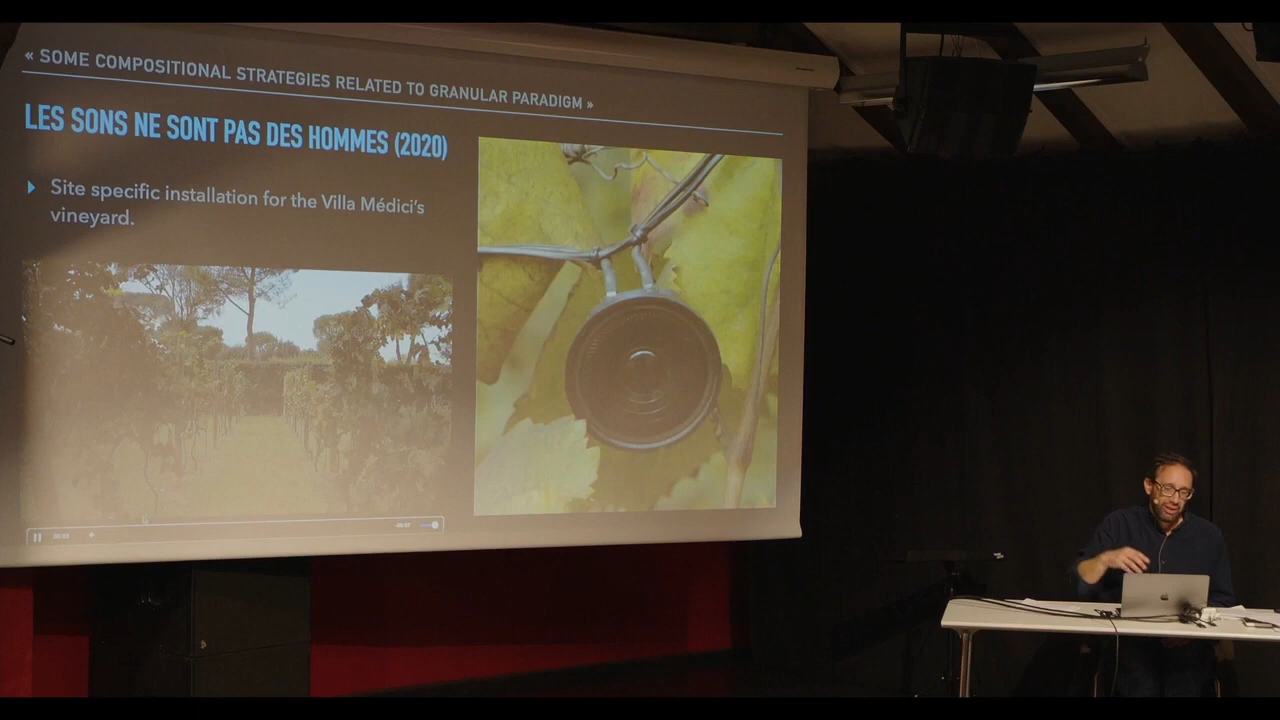 « SOME COMPOSITIONAL STRATEGIES RELATED TO GRANULAR PARADIGM »
LES SONS NE SONT PAS DES HOMMES (2020)
Site specific installation for the Villa Médici’s
vineyard.